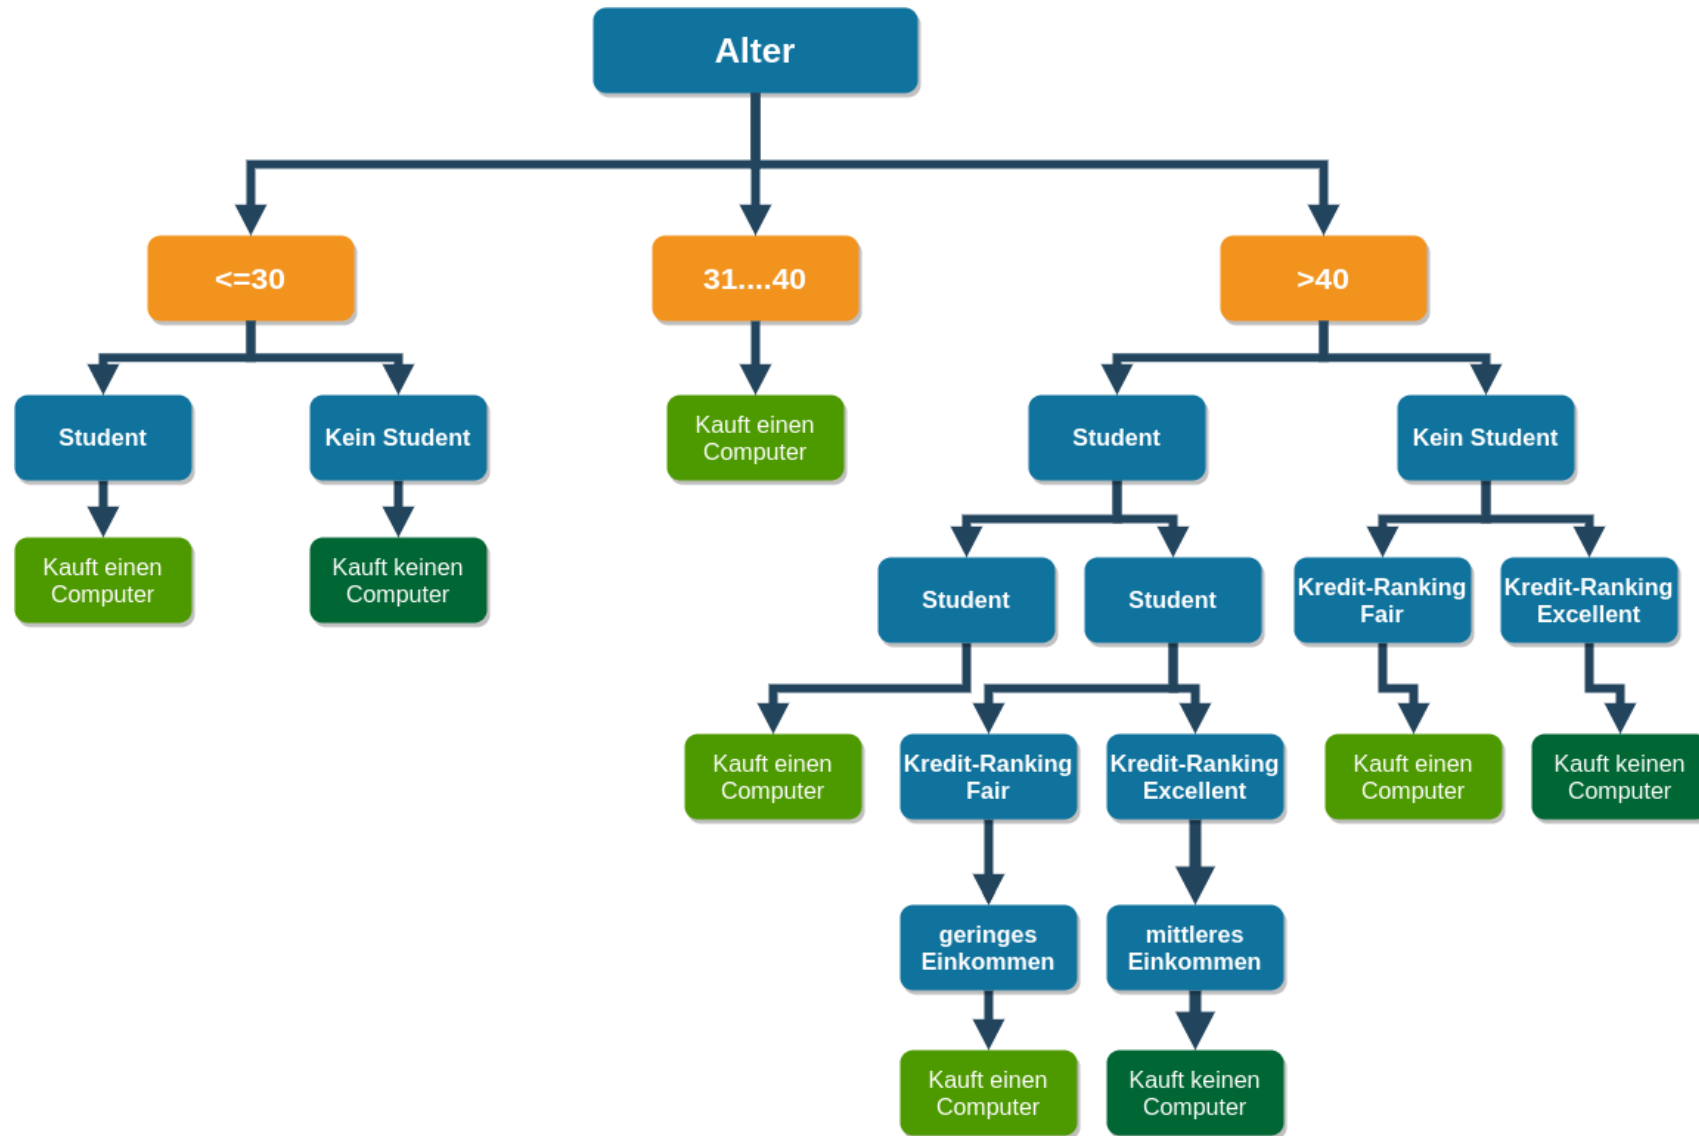 Alter
<=30
31....40
>40
Student
Kein Student
Kauft einen
Computer
Student
Kein Student
Kauft einen
Computer
Kauft keinen
Computer
Student
Student
Kredit-Ranking
Fair
Kredit-Ranking
Excellent
Kauft einen
Computer
Kredit-Ranking
Fair
Kredit-Ranking
Excellent
Kauft einen
Computer
Kauft keinen
Computer
geringes
Einkommen
mittleres
Einkommen
Kauft einen
Computer
Kauft keinen
Computer